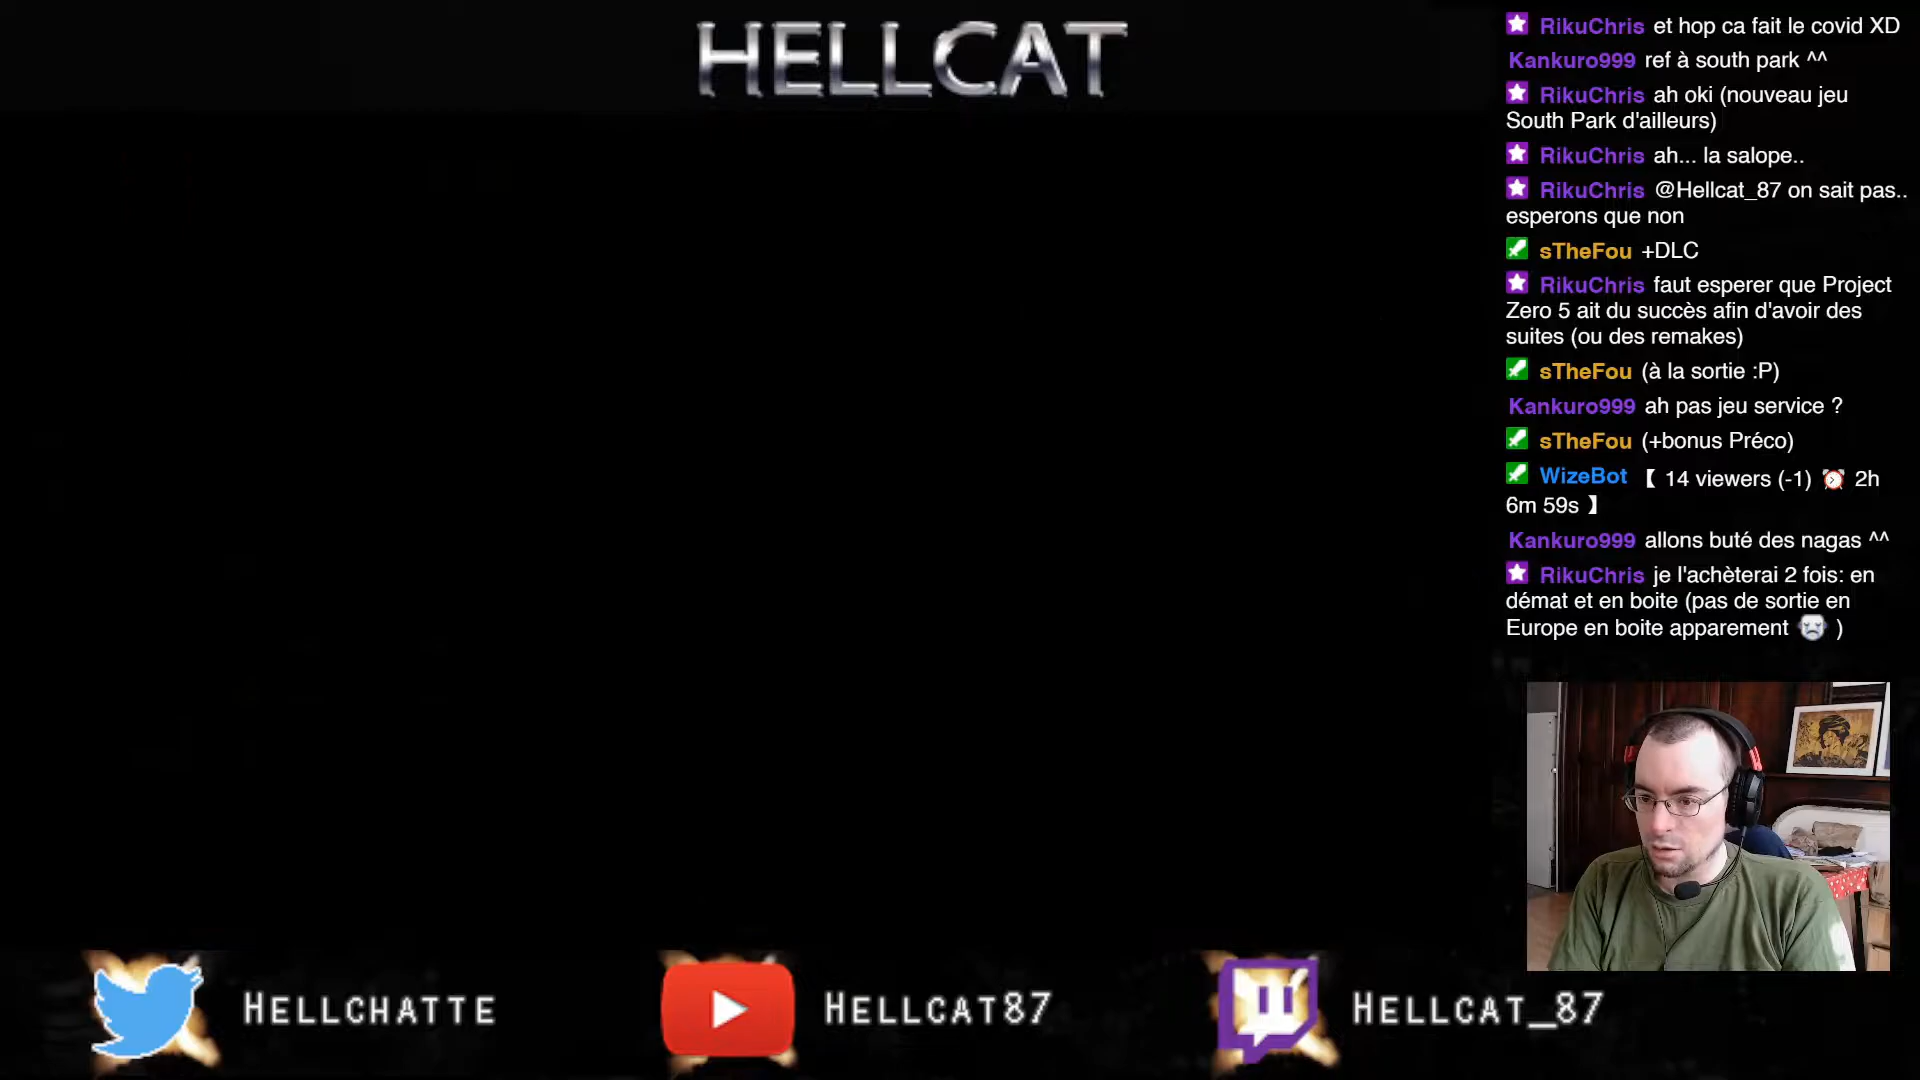 HELLCAT
RikuChris et hop ca fait le covid XD
Kankuro999 ref à south park ^^
RikuChris ah oki (nouveau jeu
South Park d'ailleurs)
RikuChris ah... la salope..
RikuChris @Hellcat_87 on sait pas..
esperons que non
sTheFou +DLC
RikuChris faut esperer que Project
Zero 5 ait du succès afin d'avoir des
suites (ou des remakes)
sTheFou (à la sortie :P)
Kankuro999 ah pas jeu service ?
sTheFou (+bonus Préco)
WizeBot 【 14 viewers (-1) ⏰ 2h
6m 59s 】
Kankuro999 allons buté des nagas ^^
RikuChris je l'achèterai 2 fois: en
démat et en boite (pas de sortie en
Europe en boite apparement )
HELLCHATTE
HELLCAT87
HELLCAT_87